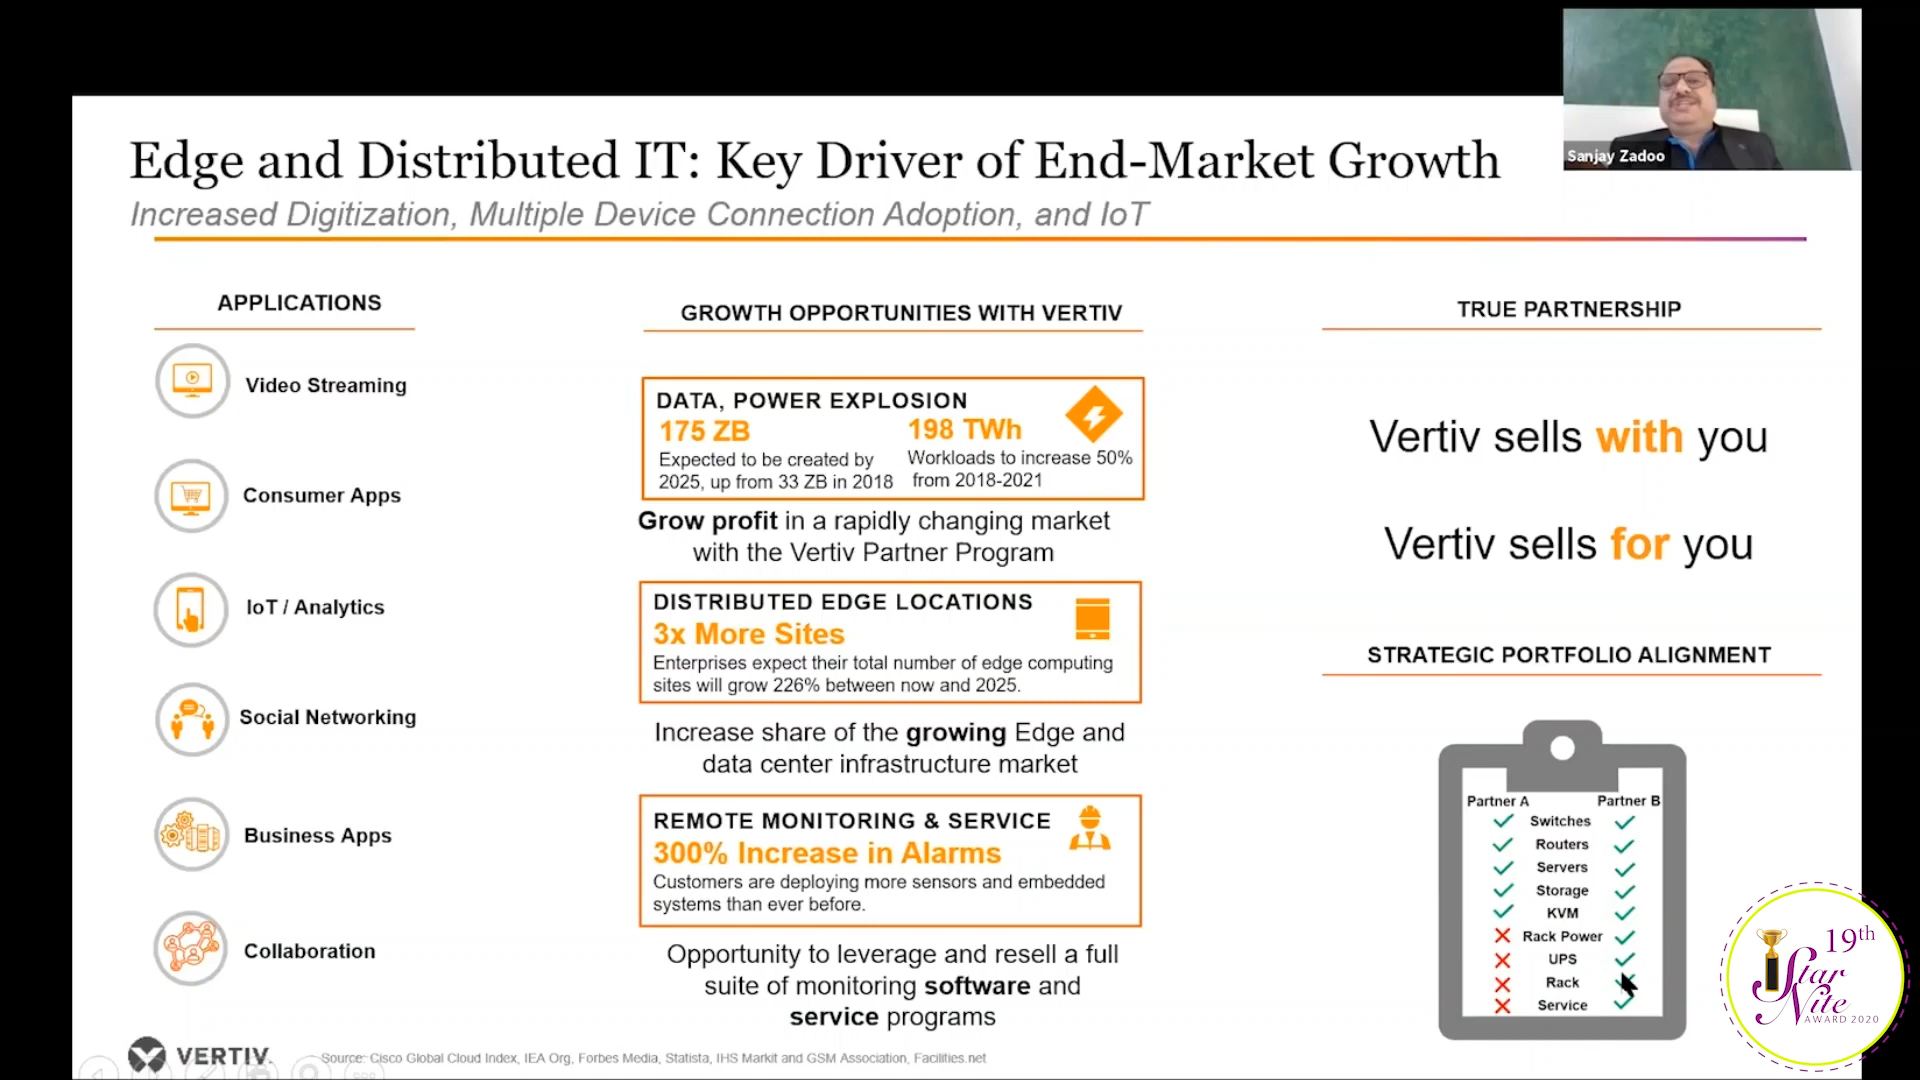 Sanjay Zadoo
Edge and Distributed IT: Key Driver of End-Market Growth
Increased Digitization, Multiple Device Connection Adoption, and IoT
APPLICATIONS
Video Streaming
Consumer Apps
IoT / Analytics
Social Networking
Business Apps
Collaboration
GROWTH OPPORTUNITIES WITH VERTIV
DATA, POWER EXPLOSION
175 ZB
Expected to be created by
2025, up from 33 ZB in 2018
198 TWh
Workloads to increase 50%
from 2018-2021
Grow profit in a rapidly changing market
with the Vertiv Partner Program
DISTRIBUTED EDGE LOCATIONS
3x More Sites
Enterprises expect their total number of edge computing
sites will grow 226% between now and 2025.
Increase share of the growing Edge and
data center infrastructure market
REMOTE MONITORING & SERVICE
300% Increase in Alarms
Customers are deploying more sensors and embedded
systems than ever before.
Opportunity to leverage and resell a full
suite of monitoring software and
service programs
TRUE PARTNERSHIP
Vertiv sells with you
Vertiv sells for you
STRATEGIC PORTFOLIO ALIGNMENT
Partner A Partner B
Switches
Routers
Servers
Storage
KVM
Rack Power
UPS
Rack
Service
VERTIV.
Source: Cisco Global Cloud Index, IEA Org, Forbes Media, Statista, IHS Markit and GSM Association, Facilities.net
19th
Star
Nite
AWARD 2020